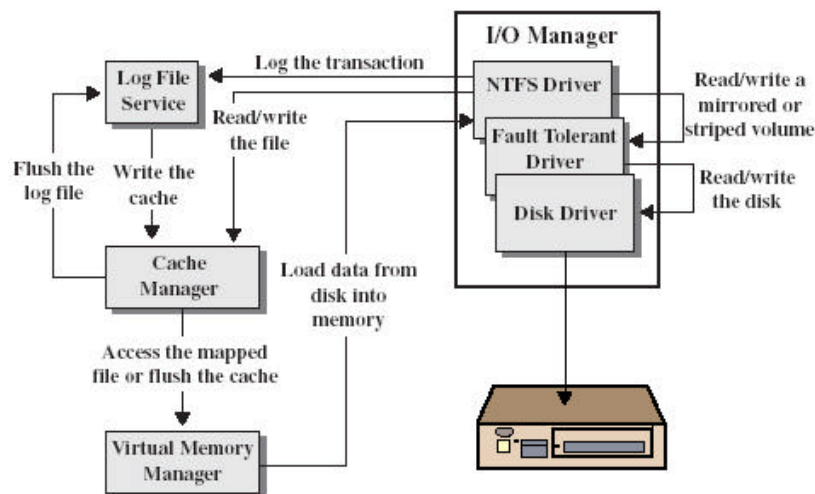 I/O Manager
Log the transaction
Log File
Service
NTFS Driver
Read/write a
mirrored or
striped volume
Read/write
the file
Fault Tolerant
Driver
Flush the
log file
Write the
cache
Read/write
the disk
Disk Driver
Cache
Manager
Load data from
disk into
memory
Access the mapped
file or flush the cache
Virtual Memory
Manager